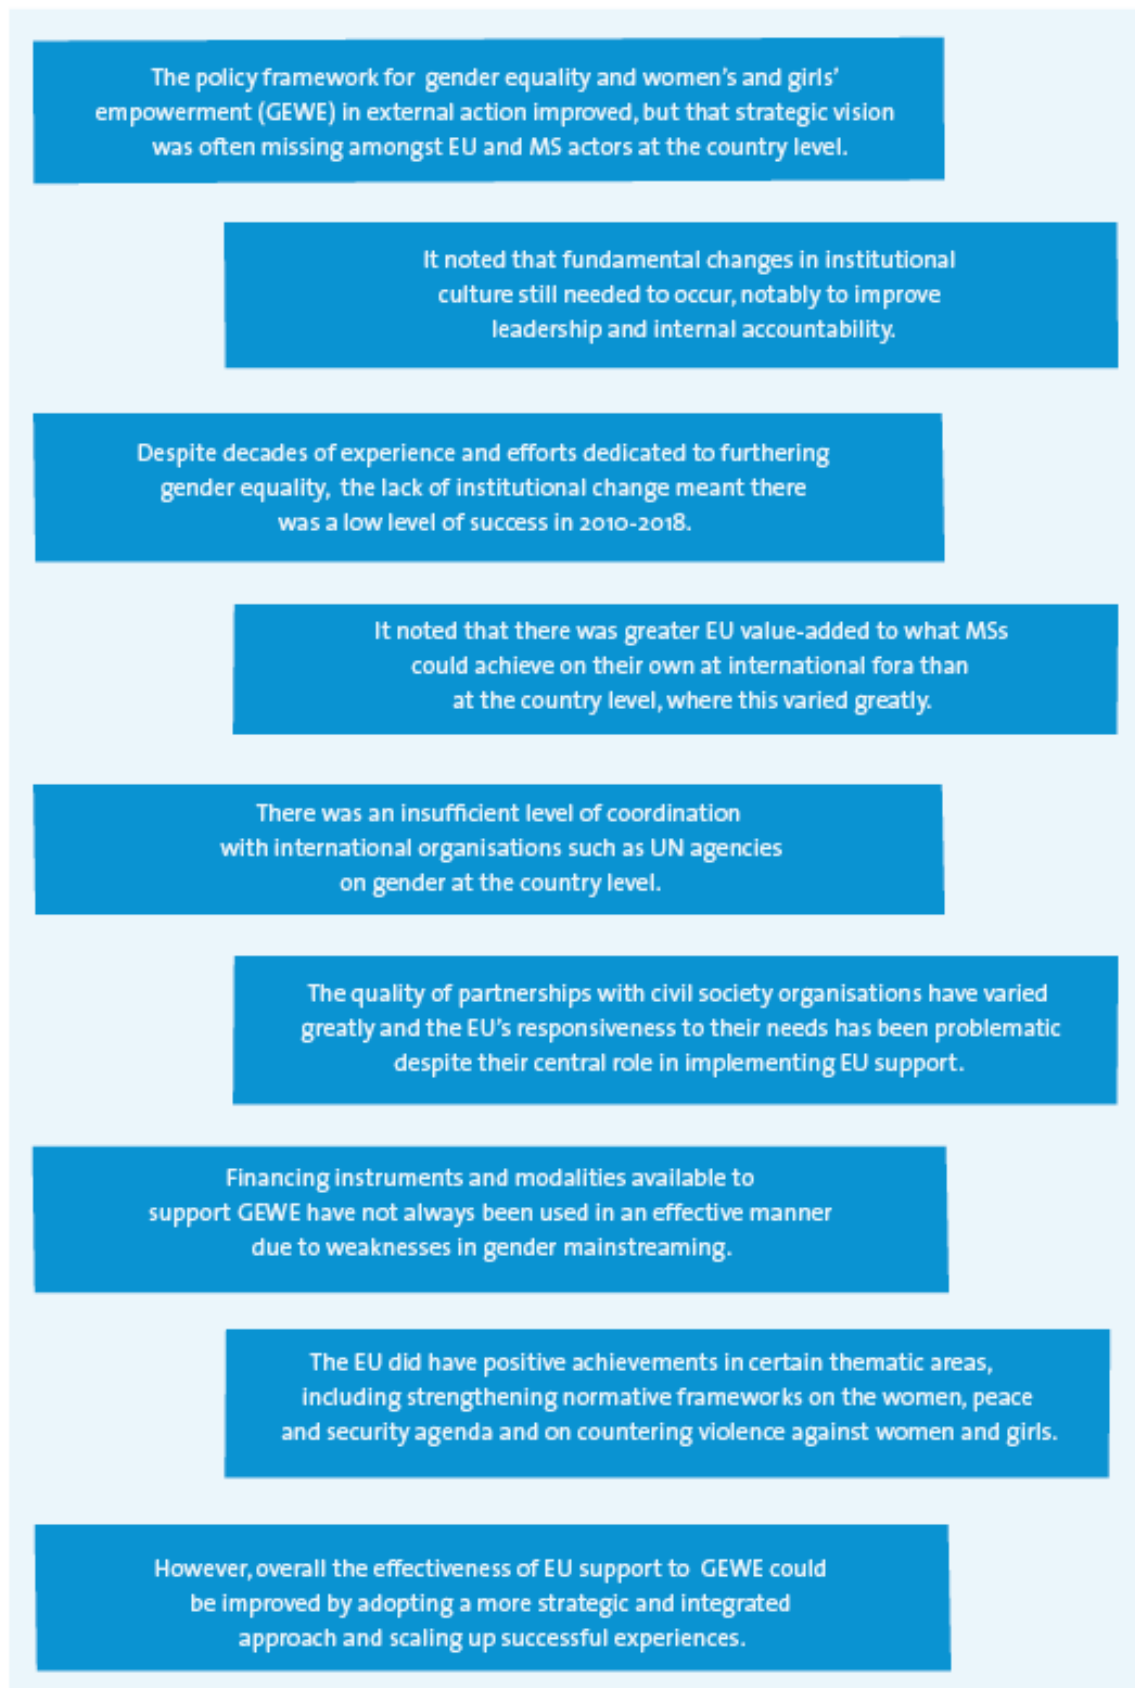 The policy framework for gender equality and women's and girls'
empowerment (GEWE) in external action improved, but that strategic vision
was often missing amongst EU and MS actors at the country level.
It noted that fundamental changes in institutional
culture still needed to occur, notably to improve
leadership and internal accountability.
Despite decades of experience and efforts dedicated to furthering
gender equality, the lack of institutional change meant there
was a low level of success in 2010-2018.
It noted that there was greater EU value-added to what MSs
could achieve on their own at international fora than
at the country level, where this varied greatly.
There was an insufficient level of coordination
with international organisations such as UN agencies
on gender at the country level.
The quality of partnerships with civil society organisations have varied
greatly and the EU's responsiveness to their needs has been problematic
despite their central role in implementing EU support.
Financing instruments and modalities available to
support GEWE have not always been used in an effective manner
due to weaknesses in gender mainstreaming.
The EU did have positive achievements in certain thematic areas,
including strengthening normative frameworks on the women, peace
and security agenda and on countering violence against women and girls.
However, overall the effectiveness of EU support to GEWE could
be improved by adopting a more strategic and integrated
approach and scaling up successful experiences.